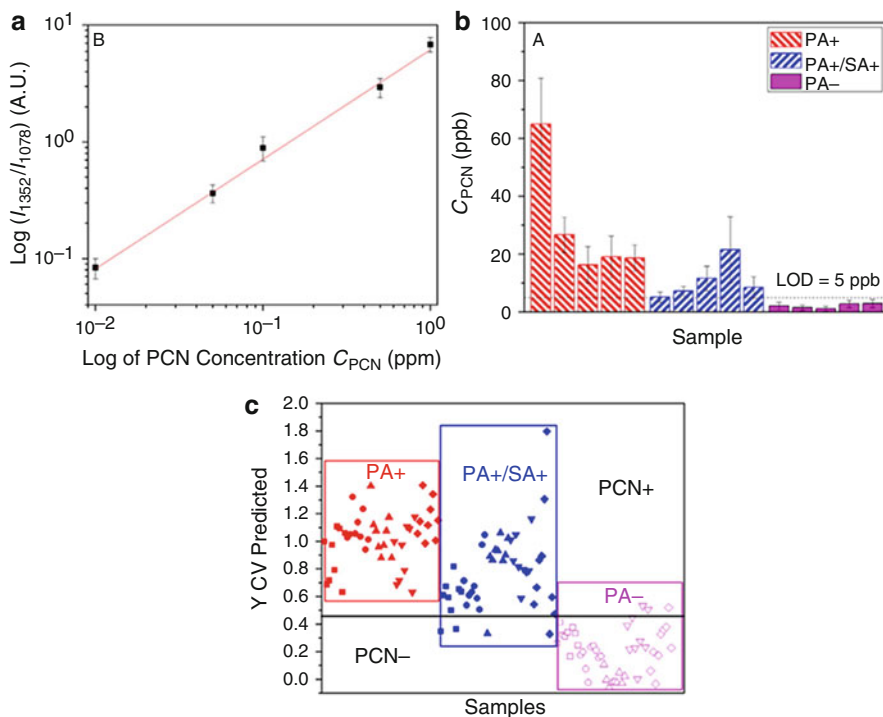 a
B
Log (I1352/I1078) (A.U.)
10^1
10^0
10^−1
10^−2 10^−1 10^0
Log of PCN Concentration CPCN (ppm)
b
A
PA+
PA+/SA+
PA−
CPCN (ppb)
100
80
60
40
20
0
LOD = 5 ppb
Sample
c
Y CV Predicted
2.0
1.8
1.6
1.4
1.2
1.0
0.8
0.6
0.4
0.2
0.0
PA+
PA+/SA+
PCN+
PA−
PCN−
Samples